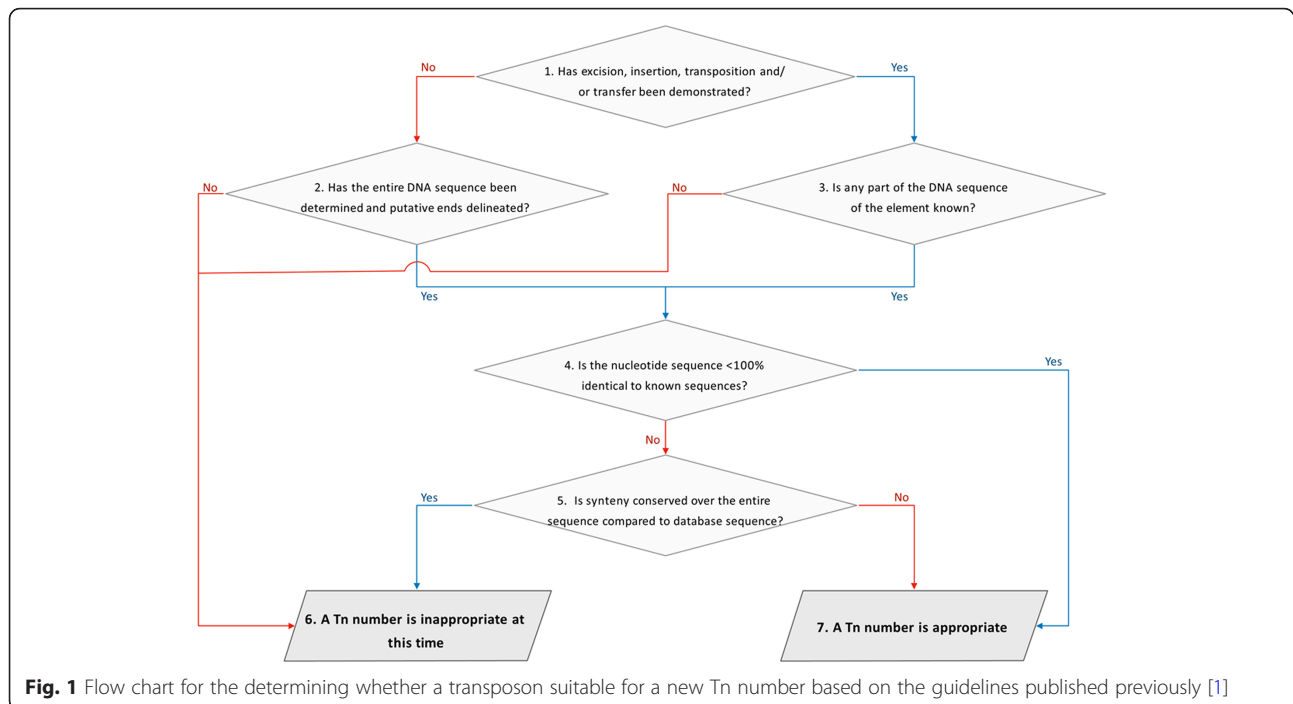 1. Has excision, insertion, transposition and/
or transfer been demonstrated?
No
Yes
2. Has the entire DNA sequence been
determined and putative ends delineated?
No
3. Is any part of the DNA sequence
of the element known?
No
Yes
Yes
4. Is the nucleotide sequence <100%
identical to known sequences?
Yes
No
5. Is synteny conserved over the entire
sequence compared to database sequence?
Yes
No
6. A Tn number is inappropriate at
this time
7. A Tn number is appropriate
Fig. 1 Flow chart for the determining whether a transposon suitable for a new Tn number based on the guidelines published previously [1]